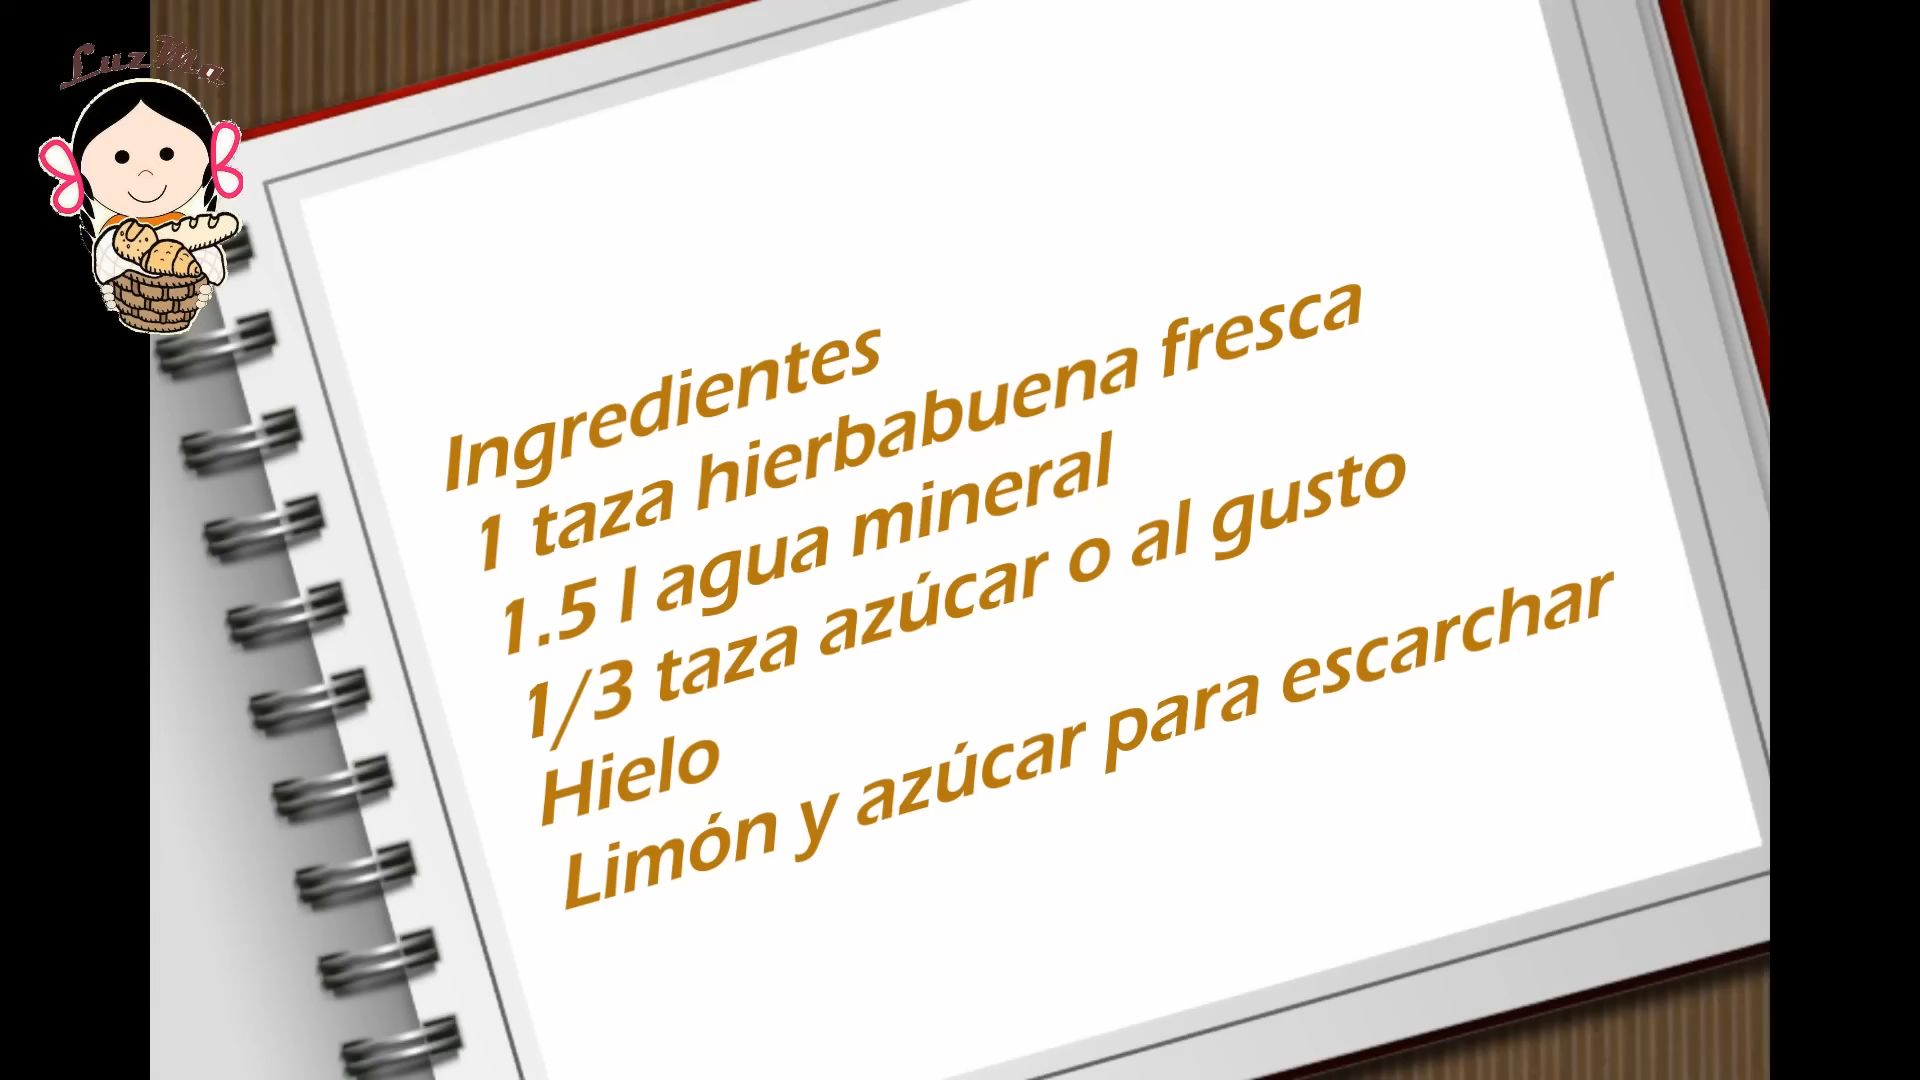 LuzMa
Ingredientes
1 taza hierbabuena fresca
1.5 l agua mineral
1/3 taza azúcar o al gusto
Hielo
Limón y azúcar para escarchar